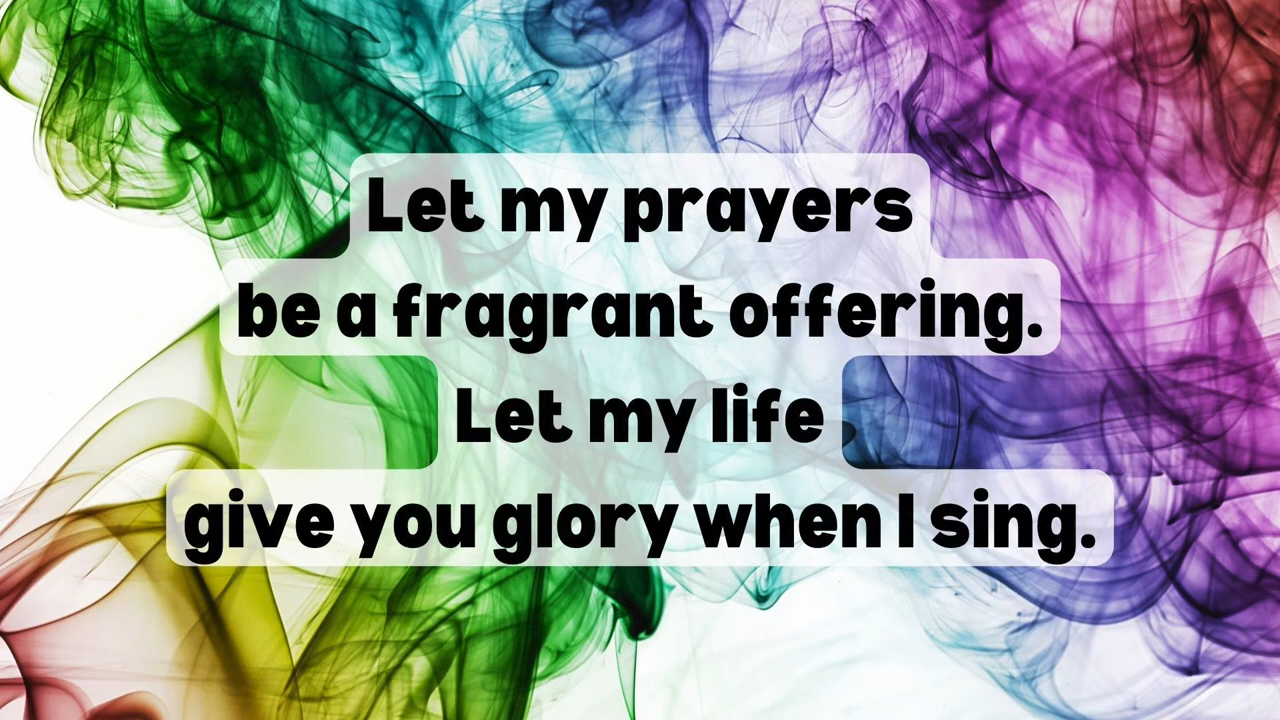 Let my prayers
be a fragrant offering.
Let my life
give you glory when I sing.